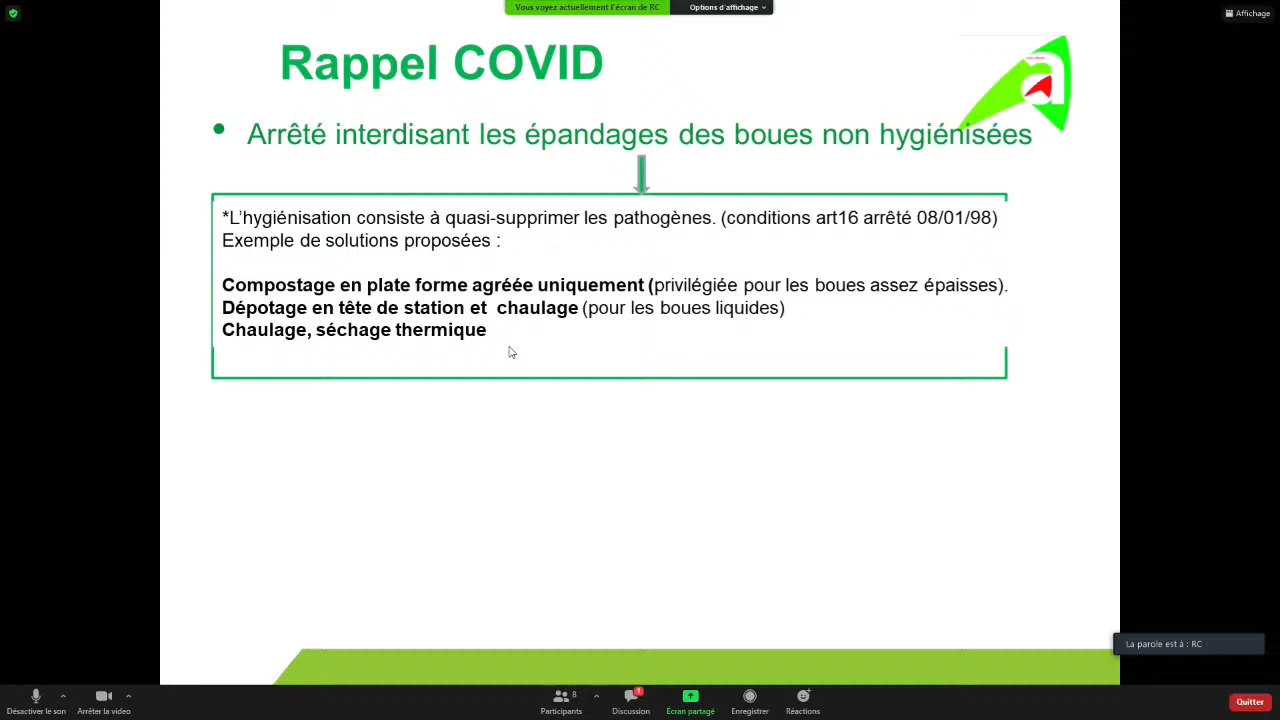 Vous voyez actuellement l'écran de RC
Options d'affichage
Affichage
Rappel COVID
• Arrêté interdisant les épandages des boues non hygiénisées
*L'hygiénisation consiste à quasi-supprimer les pathogènes. (conditions art16 arrêté 08/01/98)
Exemple de solutions proposées :
Compostage en plate forme agréée uniquement (privilégiée pour les boues assez épaisses).
Dépotage en tête de station et chaulage (pour les boues liquides)
Chaulage, séchage thermique
La parole est à : RC
Désactiver le son
Arrêter la video
Participants
8
Discussion
1
Écran partagé
Enregistrer
Réactions
Quitter